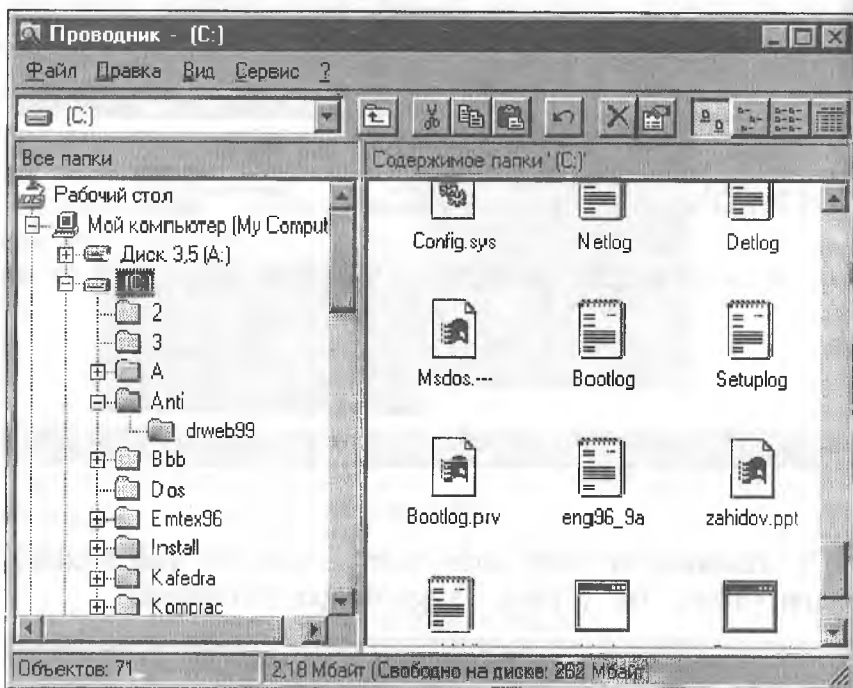 Проводник - (C:)
Файл Правка Вид Сервис ?
(C:)
Все папки
Содержимое папки ' (C:)'
Рабочий стол
Мой компьютер (My Comput
Диск 3,5 (A:)
(C:)
2
3
A
Anti
drweb99
Bbb
Dos
Emtex96
Install
Kafedra
Komprac
Config.sys
Netlog
Detlog
Msdos.---
Bootlog
Setuplog
Bootlog.prv
eng96_9a
zahidov.ppt
Объектов: 71
2,18 Мбайт (Свободно на диске: 262 Мбайт